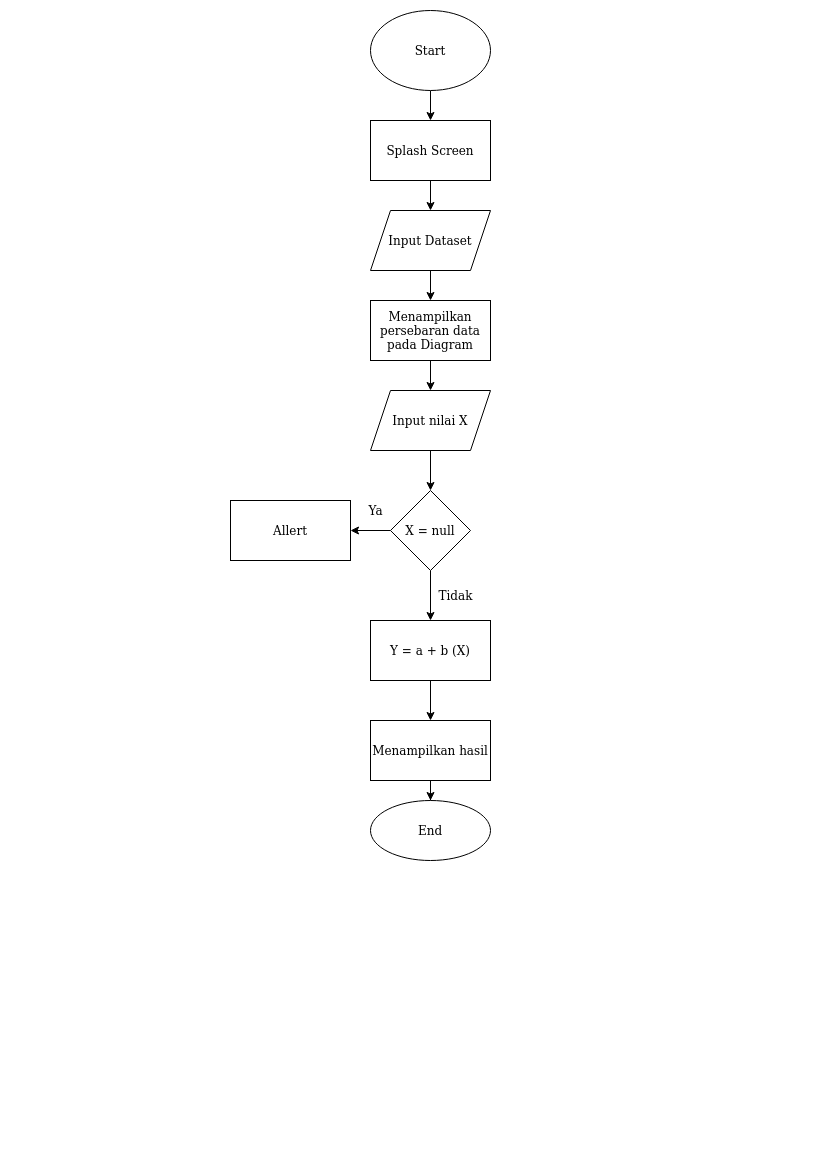 Start
Splash Screen
Input Dataset
Menampilkan
persebaran data
pada Diagram
Input nilai X
Ya
Allert
X = null
Tidak
Y = a + b (X)
Menampilkan hasil
End